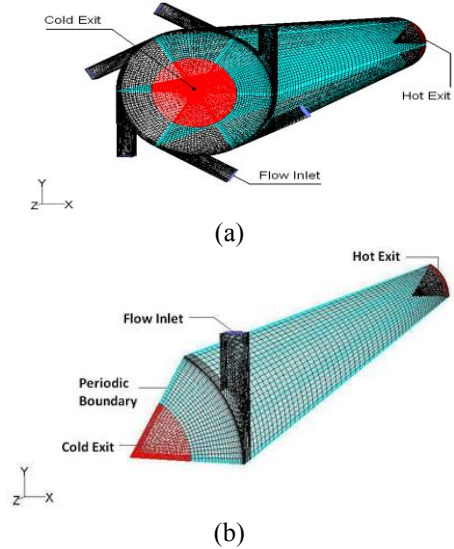 Cold Exit
Hot Exit
Flow Inlet
Y
Z X
(a)
Hot Exit
Flow Inlet
Periodic
Boundary
Cold Exit
Y
Z X
(b)